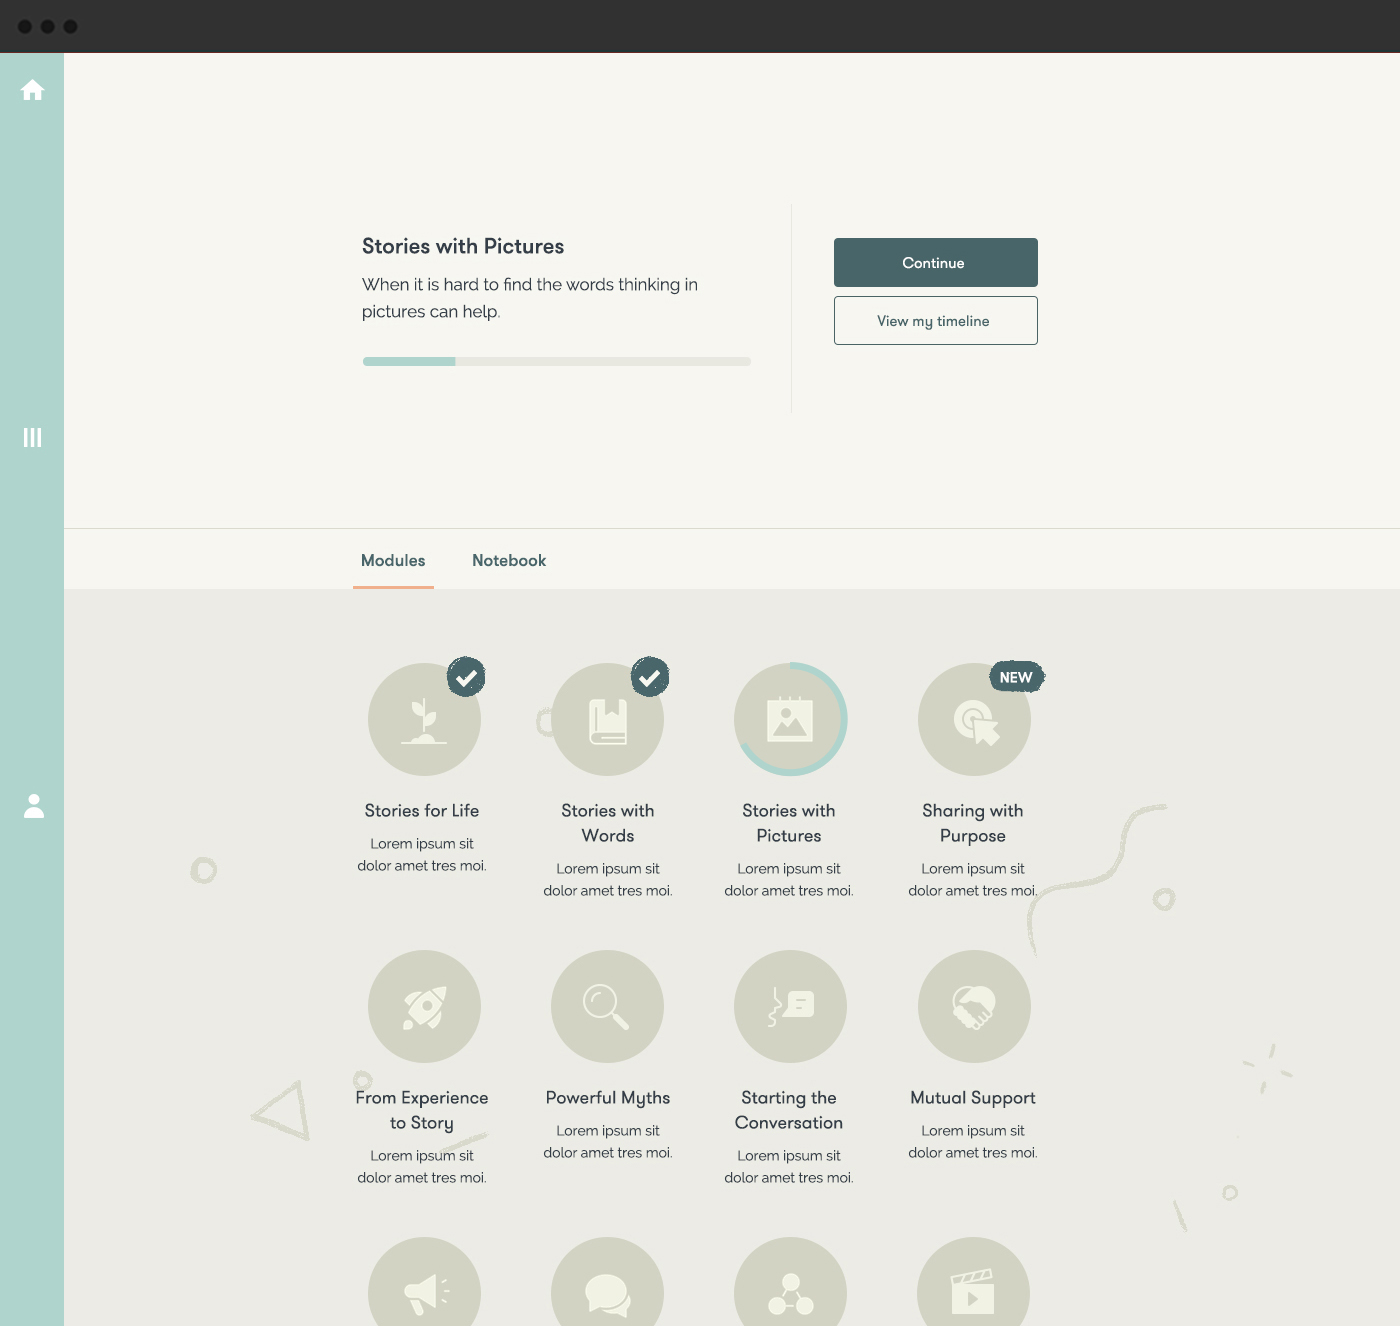 Stories with Pictures
When it is hard to find the words thinking in
pictures can help.
Continue
View my timeline
Modules
Notebook
NEW
Stories for Life
Lorem ipsum sit
dolor amet tres moi.
Stories with
Words
Lorem ipsum sit
dolor amet tres moi.
Stories with
Pictures
Lorem ipsum sit
dolor amet tres moi.
Sharing with
Purpose
Lorem ipsum sit
dolor amet tres moi.
From Experience
to Story
Lorem ipsum sit
dolor amet tres moi.
Powerful Myths
Lorem ipsum sit
dolor amet tres moi.
Starting the
Conversation
Lorem ipsum sit
dolor amet tres moi.
Mutual Support
Lorem ipsum sit
dolor amet tres moi.